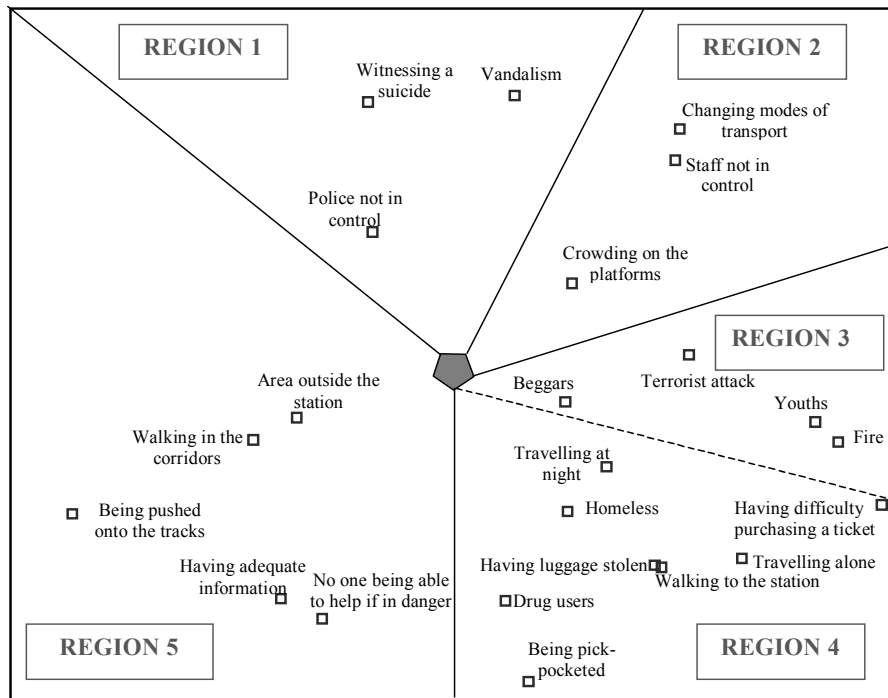 REGION 1
REGION 2
Witnessing a
suicide
Vandalism
Changing modes of
transport
Staff not in
control
Police not in
control
Crowding on the
platforms
REGION 3
Terrorist attack
Beggars
Youths
Fire
Area outside the
station
Walking in the
corridors
Being pushed
onto the tracks
Having adequate
information
No one being able
to help if in danger
REGION 5
Travelling at
night
Homeless
Having difficulty
purchasing a ticket
Having luggage stolen
Travelling alone
Walking to the station
Drug users
Being pick-
pocketed
REGION 4